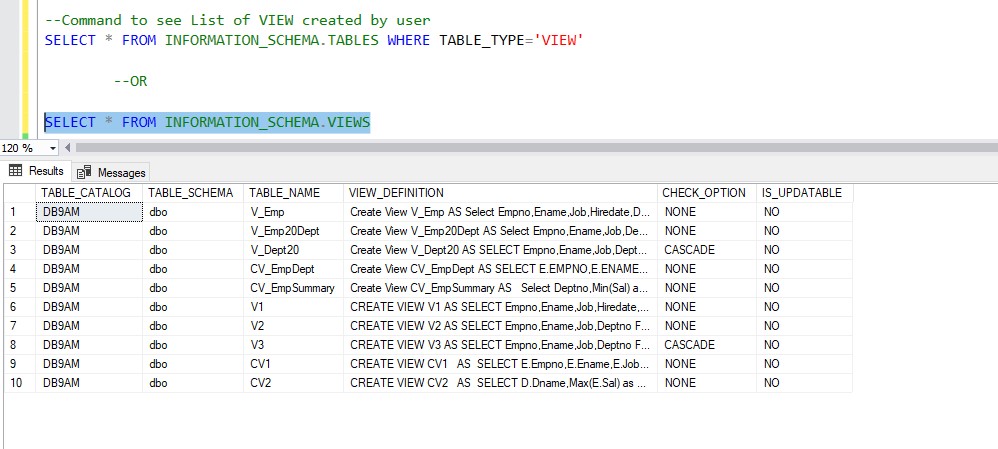 --Command to see List of VIEW created by user
SELECT * FROM INFORMATION_SCHEMA.TABLES WHERE TABLE_TYPE='VIEW'
--OR
SELECT * FROM INFORMATION_SCHEMA.VIEWS
120 %
Results Messages
TABLE_CATALOG TABLE_SCHEMA TABLE_NAME VIEW_DEFINITION CHECK_OPTION IS_UPDATABLE
1 DB9AM dbo V_Emp Create View V_Emp AS Select Empno,Ename,Job,Hiredate,D... NONE NO
2 DB9AM dbo V_Emp20Dept Create View V_Emp20Dept AS Select Empno,Ename,Job,De... NONE NO
3 DB9AM dbo V_Dept20 Create View V_Dept20 AS SELECT Empno,Ename,Job,Dept... CASCADE NO
4 DB9AM dbo CV_EmpDept Create View CV_EmpDept AS SELECT E.EMPNO,E.ENAME... NONE NO
5 DB9AM dbo CV_EmpSummary Create View CV_EmpSummary AS Select Deptno,Min(Sal) a... NONE NO
6 DB9AM dbo V1 CREATE VIEW V1 AS SELECT Empno,Ename,Job,Hiredate,... NONE NO
7 DB9AM dbo V2 CREATE VIEW V2 AS SELECT Empno,Ename,Job,Deptno F... NONE NO
8 DB9AM dbo V3 CREATE VIEW V3 AS SELECT Empno,Ename,Job,Deptno F... CASCADE NO
9 DB9AM dbo CV1 CREATE VIEW CV1 AS SELECT E.Empno,E.Ename,E.Job... NONE NO
10 DB9AM dbo CV2 CREATE VIEW CV2 AS SELECT D.Dname,Max(E.Sal) as ... NONE NO